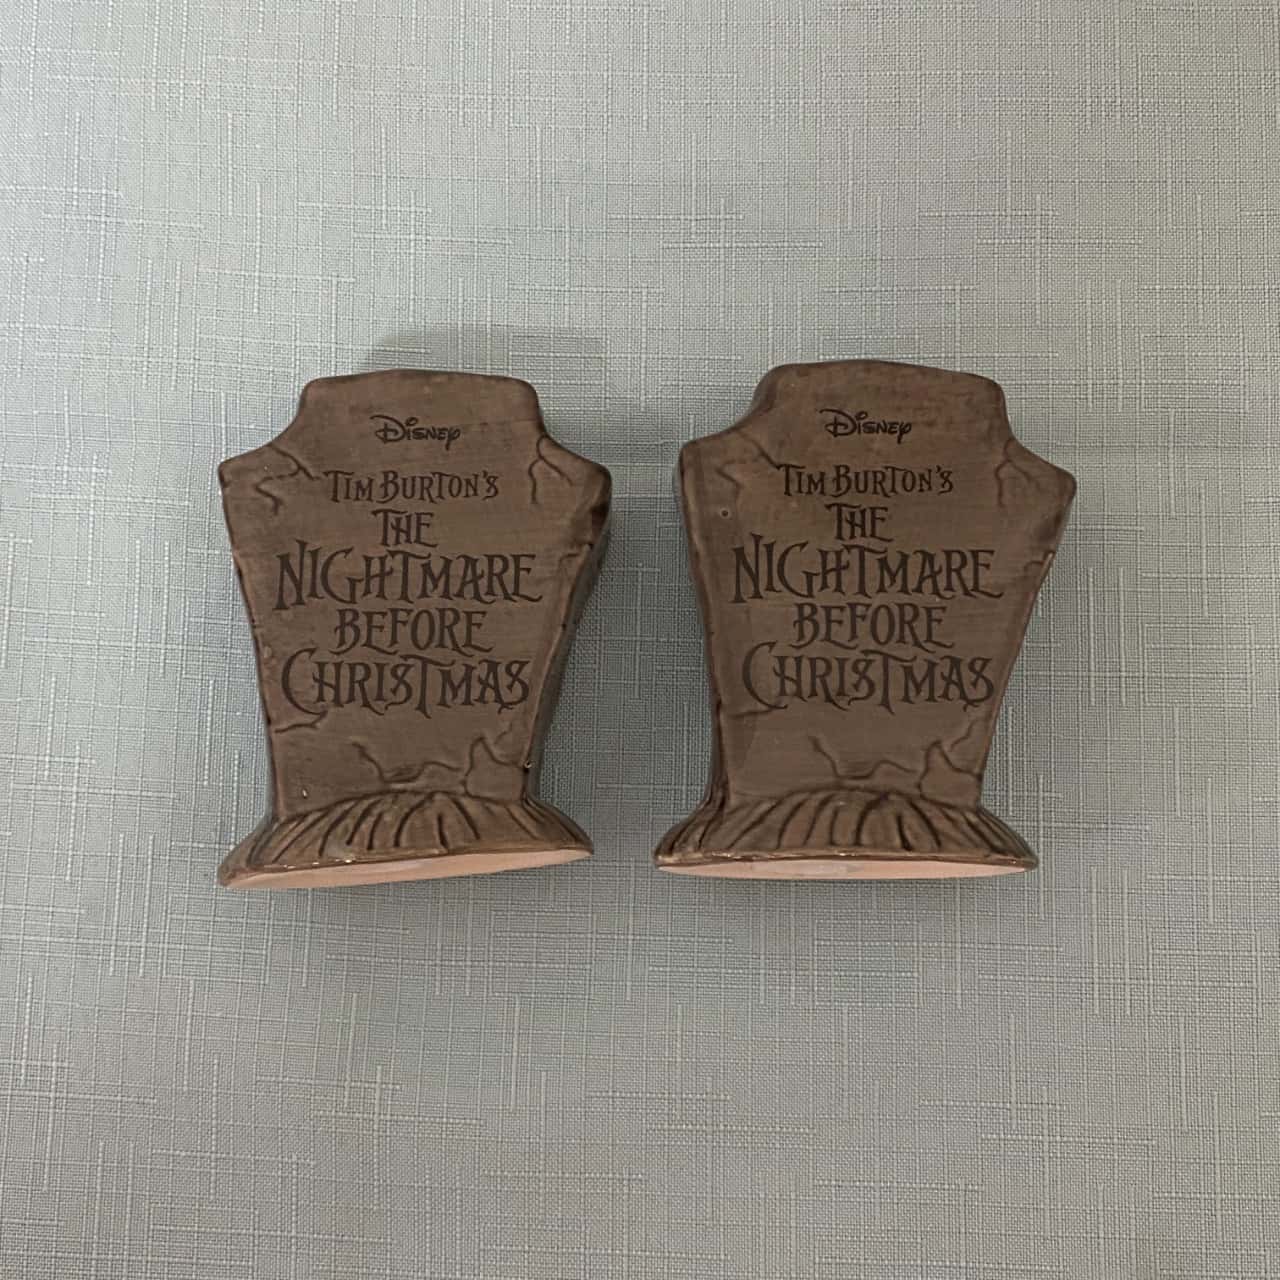 Disney
Tim Burton's
The
Nightmare
Before
Christmas
Disney
Tim Burton's
The
Nightmare
Before
Christmas